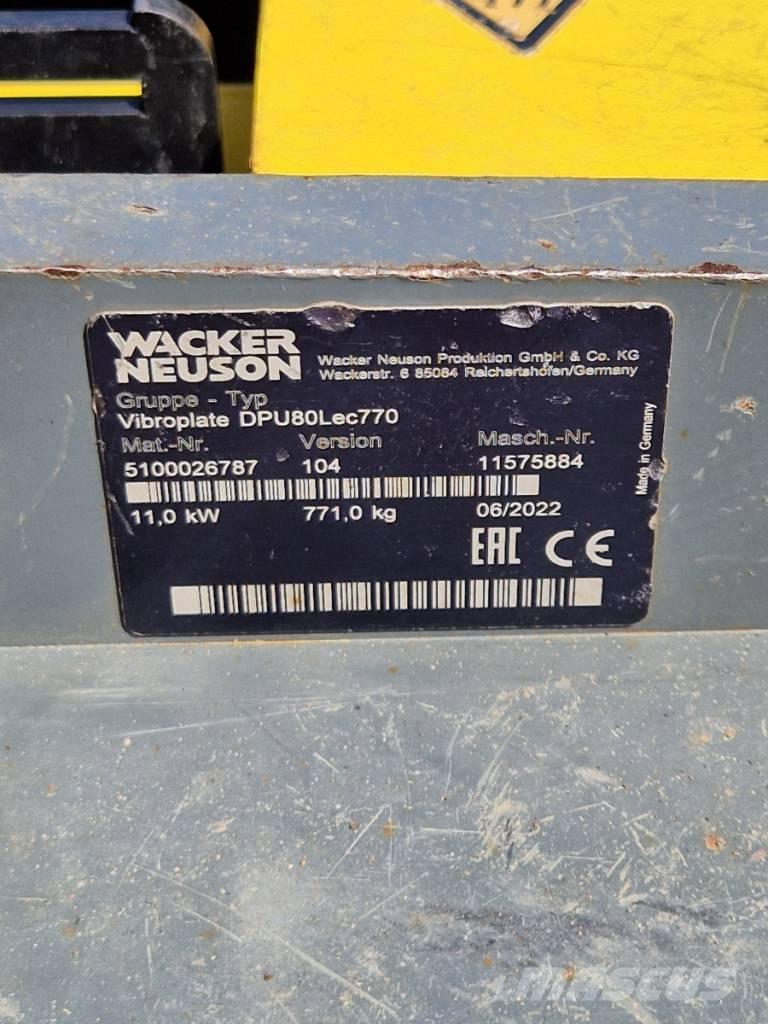 WACKER
NEUSON
Wacker Neuson Produktion GmbH & Co. KG
Wackerstr. 6 85084 Reichertshofen/Germany
Gruppe - Typ
Vibroplate DPU80Lec770
Mat.-Nr. Version Masch.-Nr.
5100026787 104 11575884
11,0 kW 771,0 kg 06/2022
EAC CE
Made in Germany
mascus